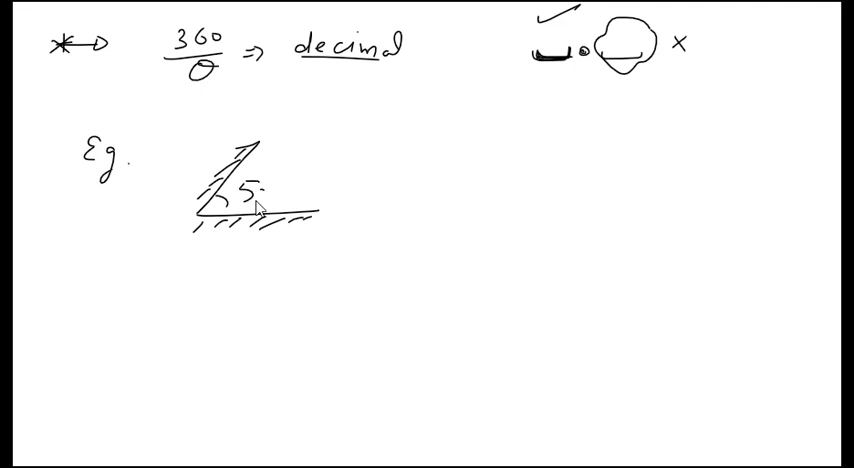 360/θ ⇒ decimal ✓ . ×
Eg.
5